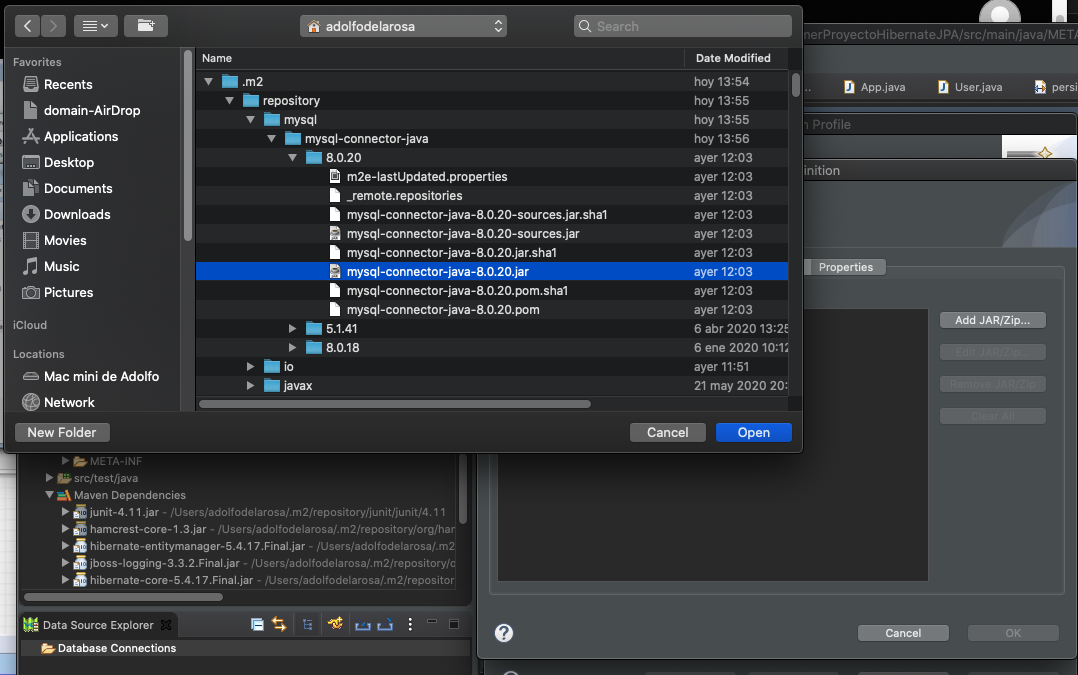 adolfodelarosa
Search
Favorites
Recents
domain-AirDrop
Applications
Desktop
Documents
Downloads
Movies
Music
Pictures
iCloud
Locations
Mac mini de Adolfo
Network
Name Date Modified
.m2 hoy 13:54
repository hoy 13:55
mysql hoy 13:55
mysql-connector-java hoy 13:56
8.0.20 ayer 12:03
m2e-lastUpdated.properties ayer 12:03
_remote.repositories ayer 12:03
mysql-connector-java-8.0.20-sources.jar.sha1 ayer 12:03
mysql-connector-java-8.0.20-sources.jar ayer 12:03
mysql-connector-java-8.0.20.jar.sha1 ayer 12:03
mysql-connector-java-8.0.20.jar ayer 12:03
mysql-connector-java-8.0.20.pom.sha1 ayer 12:03
mysql-connector-java-8.0.20.pom ayer 12:03
5.1.41 6 abr 2020 13:25
8.0.18 6 ene 2020 10:12
io ayer 11:51
javax 21 may 2020 20:
New Folder
Cancel
Open
nerProyectoHibernateJPA/src/main/java/META
App.java
User.java
persi
n Profile
inition
Properties
Add JAR/Zip...
Edit JAR/Zip...
Remove JAR/Zip
Clear All
Cancel
OK
META-INF
src/test/java
Maven Dependencies
junit-4.11.jar - /Users/adolfodelarosa/.m2/repository/junit/junit/4.11
hamcrest-core-1.3.jar - /Users/adolfodelarosa/.m2/repository/org/han
hibernate-entitymanager-5.4.17.Final.jar - /Users/adolfodelarosa/.m2
jboss-logging-3.3.2.Final.jar - /Users/adolfodelarosa/.m2/repository/o
hibernate-core-5.4.17.Final.jar - /Users/adolfodelarosa/.m2/repositor
Data Source Explorer
Database Connections